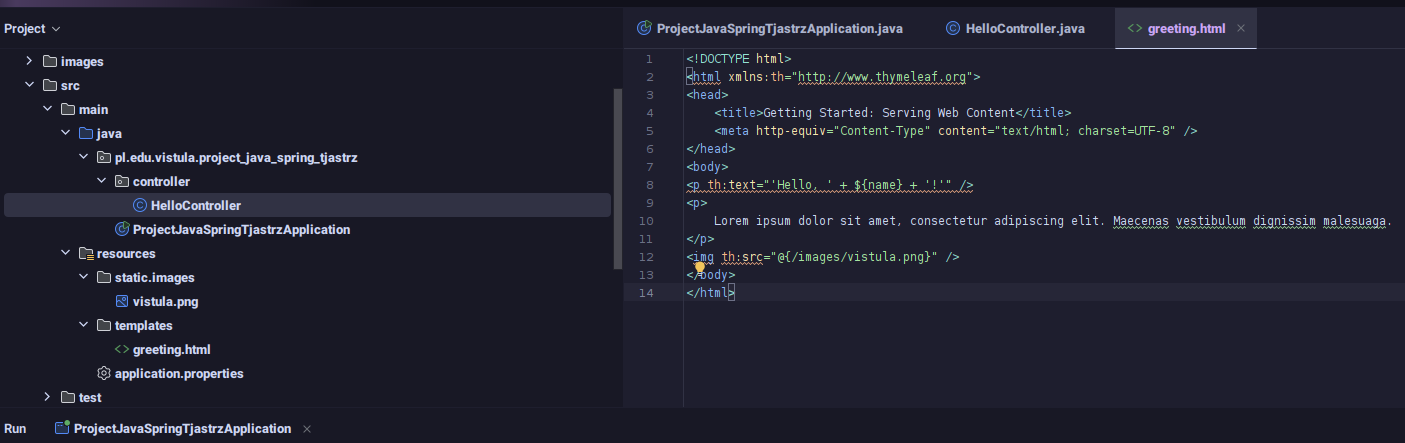 Project
images
src
main
java
pl.edu.vistula.project_java_spring_tjastrz
controller
HelloController
ProjectJavaSpringTjastrzApplication
resources
static.images
vistula.png
templates
greeting.html
application.properties
test
ProjectJavaSpringTjastrzApplication.java HelloController.java greeting.html
1 <!DOCTYPE html>
2 <html xmlns:th="http://www.thymeleaf.org">
3 <head>
4 <title>Getting Started: Serving Web Content</title>
5 <meta http-equiv="Content-Type" content="text/html; charset=UTF-8" />
6 </head>
7 <body>
8 <p th:text="'Hello, ' + ${name} + '!'" />
9 <p>
10 Lorem ipsum dolor sit amet, consectetur adipiscing elit. Maecenas vestibulum dignissim malesuaga.
11 </p>
12 <img th:src="@{/images/vistula.png}" />
13 </body>
14 </html>
Run ProjectJavaSpringTjastrzApplication